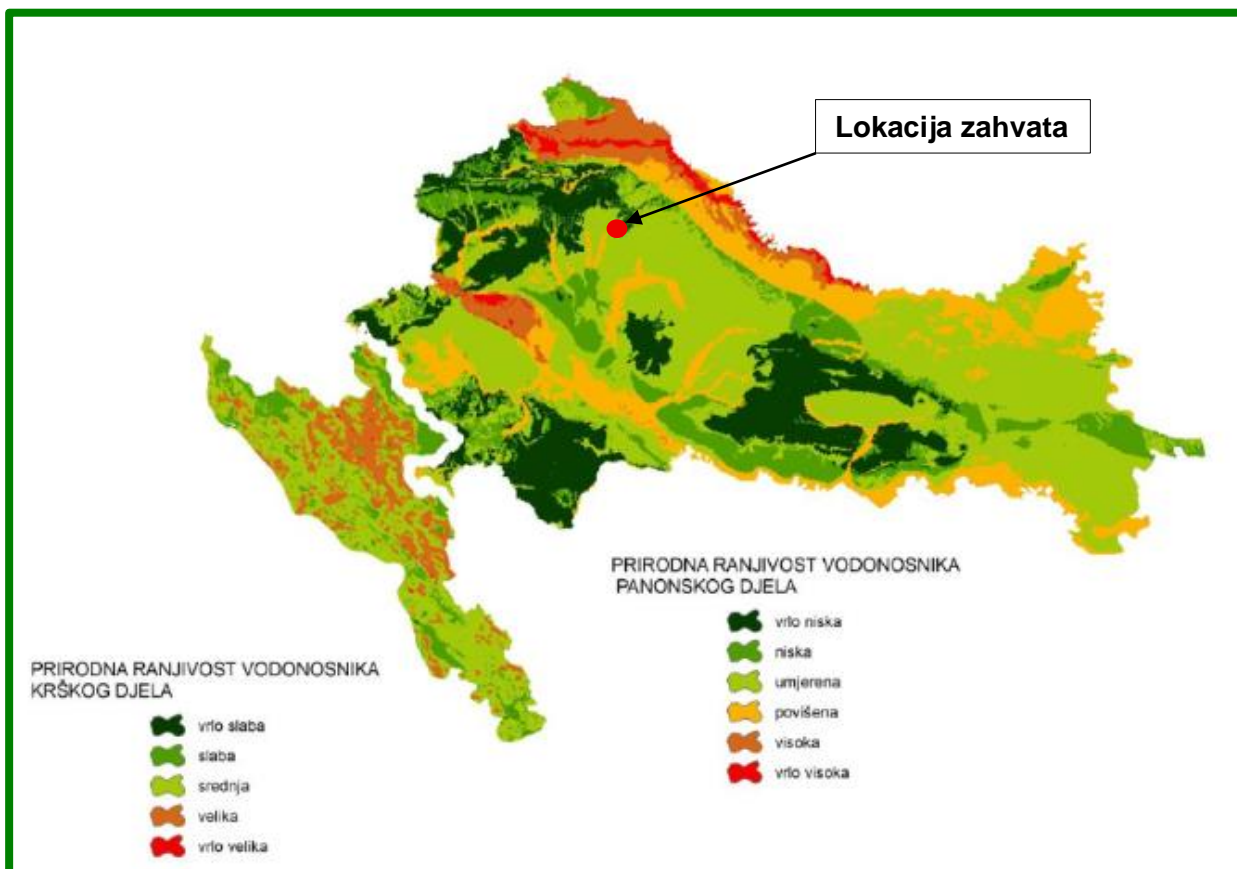 Lokacija zahvata
PRIRODNA RANJIVOST VODONOSNIKA
PANONSKOG DJELA
vrlo niska
niska
umjerena
povišena
visoka
vrlo visoka
PRIRODNA RANJIVOST VODONOSNIKA
KRŠKOG DJELA
vrlo slaba
slaba
srednja
velika
vrlo velika